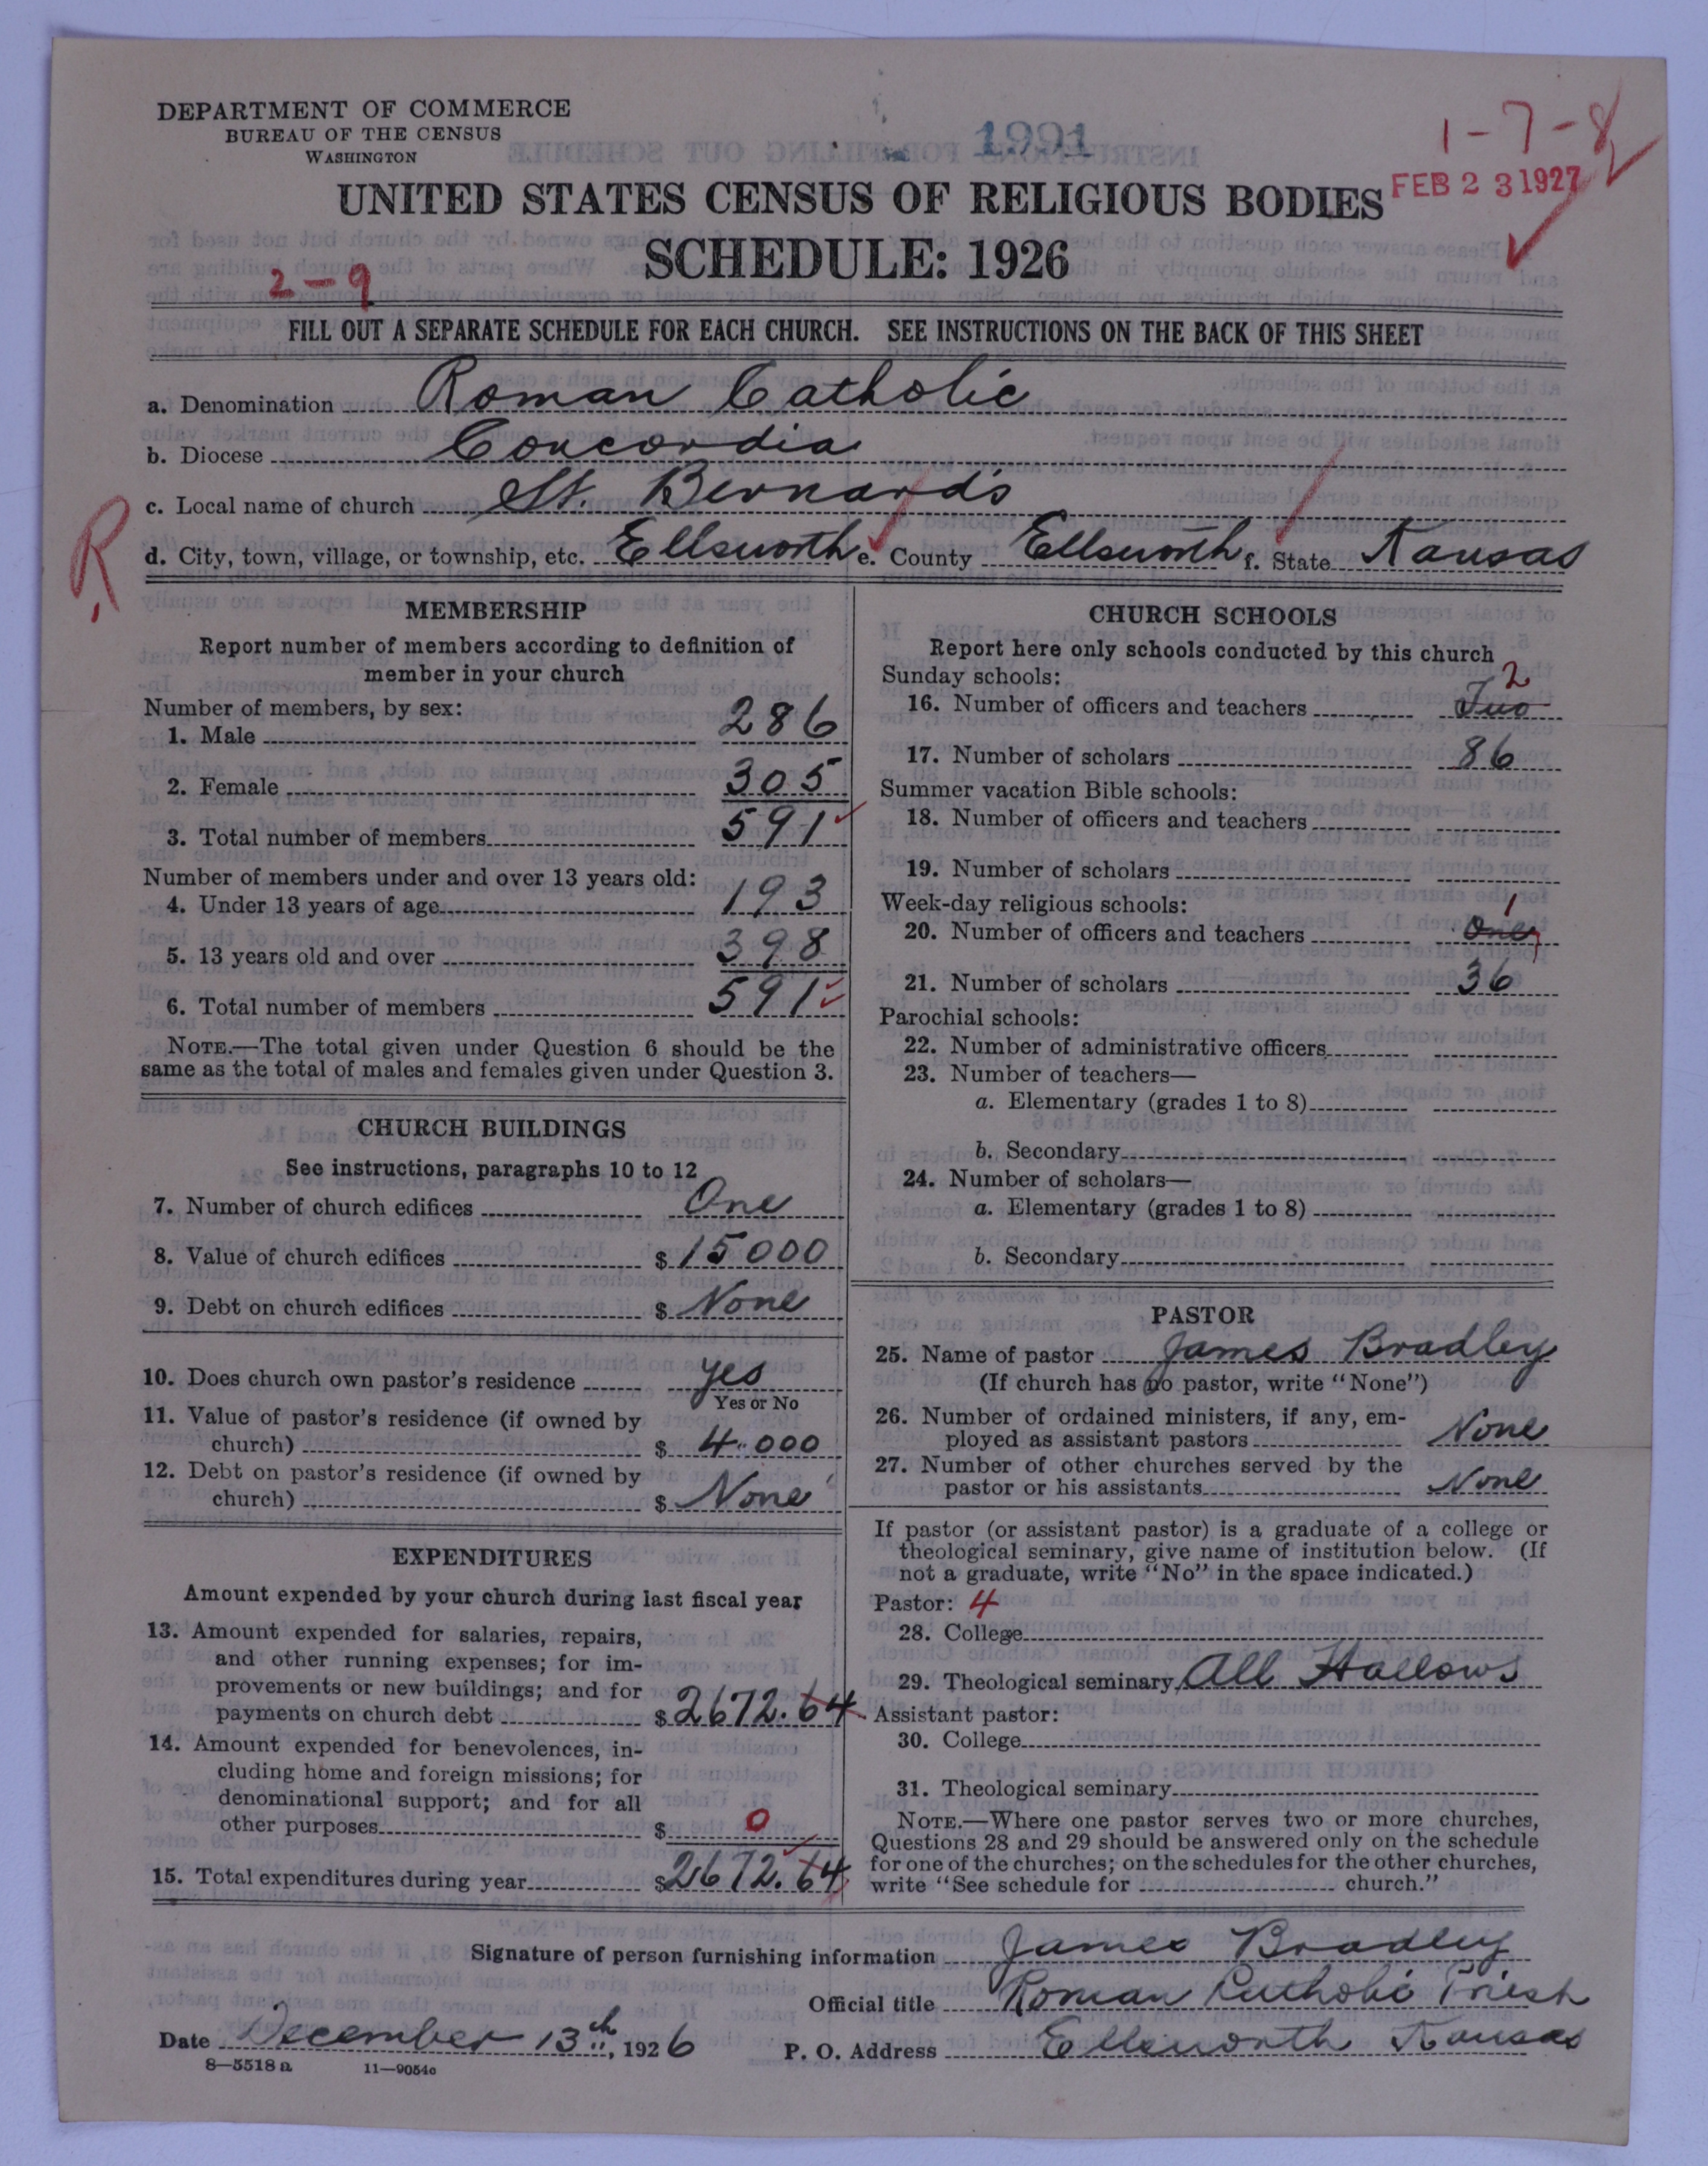 DEPARTMENT OF COMMERCE
BUREAU OF THE CENSUS
WASHINGTON
1991
1-7-8
FEB 23 1927
UNITED STATES CENSUS OF RELIGIOUS BODIES
SCHEDULE: 1926
2-9
FILL OUT A SEPARATE SCHEDULE FOR EACH CHURCH. SEE INSTRUCTIONS ON THE BACK OF THIS SHEET
a. Denomination Roman Catholic
b. Diocese Concordia
c. Local name of church St. Bernard's
R
d. City, town, village, or township, etc. Ellsworth e. County Ellsworth f. State Kansas
MEMBERSHIP
Report number of members according to definition of
member in your church
Number of members, by sex:
1. Male 286
2. Female 305
3. Total number of members 591
Number of members under and over 13 years old:
4. Under 13 years of age 193
5. 13 years old and over 398
6. Total number of members 591
NOTE.—The total given under Question 6 should be the
same as the total of males and females given under Question 3.
CHURCH BUILDINGS
See instructions, paragraphs 10 to 12
7. Number of church edifices One
8. Value of church edifices $ 15000
9. Debt on church edifices $ None
10. Does church own pastor's residence yes
Yes or No
11. Value of pastor's residence (if owned by
church) $ 4000
12. Debt on pastor's residence (if owned by
church) $ None
EXPENDITURES
Amount expended by your church during last fiscal year
13. Amount expended for salaries, repairs,
and other running expenses; for im-
provements or new buildings; and for
payments on church debt $ 2672.64
14. Amount expended for benevolences, in-
cluding home and foreign missions; for
denominational support; and for all
other purposes $ 0
15. Total expenditures during year $ 2672.64
CHURCH SCHOOLS
Report here only schools conducted by this church
Sunday schools:
2
16. Number of officers and teachers Two
17. Number of scholars 86
Summer vacation Bible schools:
18. Number of officers and teachers
19. Number of scholars
Week-day religious schools:
1
20. Number of officers and teachers One
21. Number of scholars 36
Parochial schools:
22. Number of administrative officers
23. Number of teachers—
a. Elementary (grades 1 to 8)
b. Secondary
24. Number of scholars—
a. Elementary (grades 1 to 8)
b. Secondary
PASTOR
25. Name of pastor James Bradley
(If church has no pastor, write "None")
26. Number of ordained ministers, if any, em-
ployed as assistant pastors None
27. Number of other churches served by the
pastor or his assistants None
If pastor (or assistant pastor) is a graduate of a college or
theological seminary, give name of institution below. (If
not a graduate, write "No" in the space indicated.)
Pastor: 4
28. College
29. Theological seminary All Hallows
Assistant pastor:
30. College
31. Theological seminary
NOTE.—Where one pastor serves two or more churches,
Questions 28 and 29 should be answered only on the schedule
for one of the churches; on the schedules for the other churches,
write "See schedule for church."
Signature of person furnishing information James Bradley
Official title Roman Catholic Priest
Date December 13th, 1926 P. O. Address Ellsworth Kansas
8—5518a 11—9054c